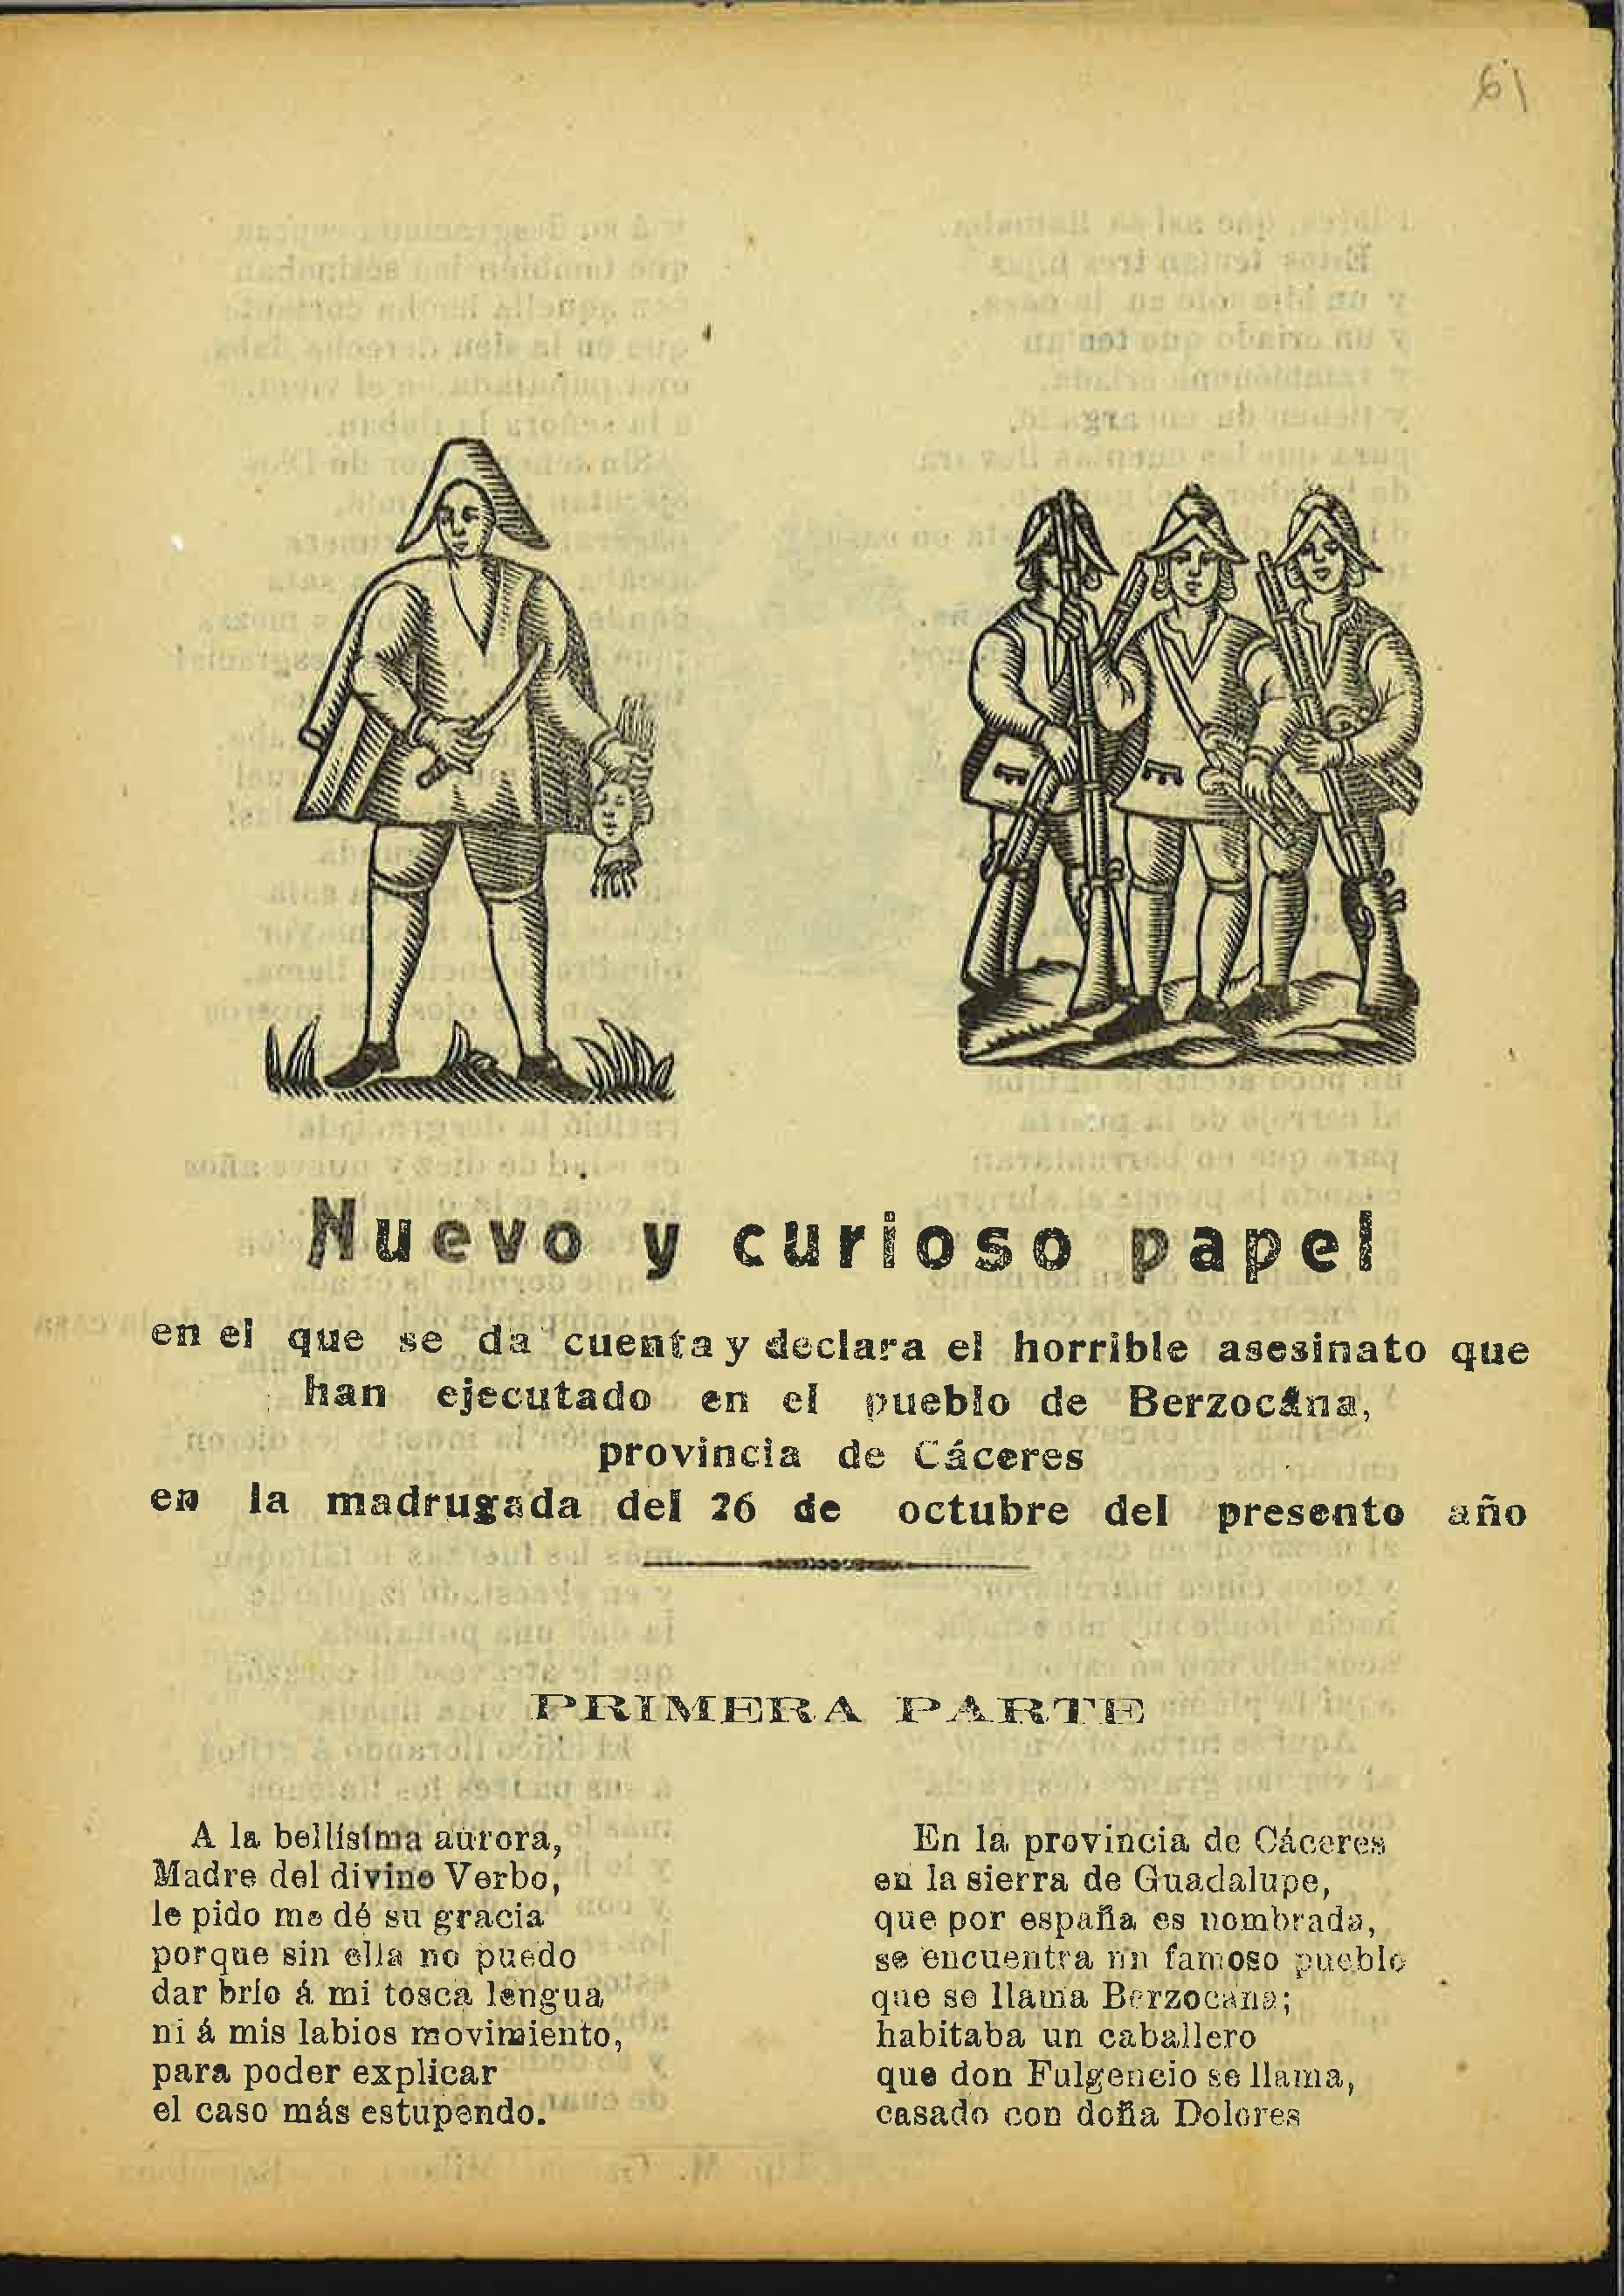 61
Nuevo y curioso papel
en el que se da cuenta y declara el horrible asesinato que
han ejecutado en el pueblo de Berzocána,
provincia de Cáceres
en la madrugada del 26 de octubre del presento año
PRIMERA PARTE
A la bellísima aurora,
Madre del divino Verbo,
le pido me dé su gracia
porque sin ella no puedo
dar brío á mi tosca lengua
ni á mis labios movimiento,
para poder explicar
el caso más estupendo.
En la provincia de Cáceres
en la sierra de Guadalupe,
que por españa es nombrada,
se encuentra nn famoso pueblo
que se llama Berzocana;
habitaba un caballero
que don Fulgencio se llama,
casado con doña Dolores